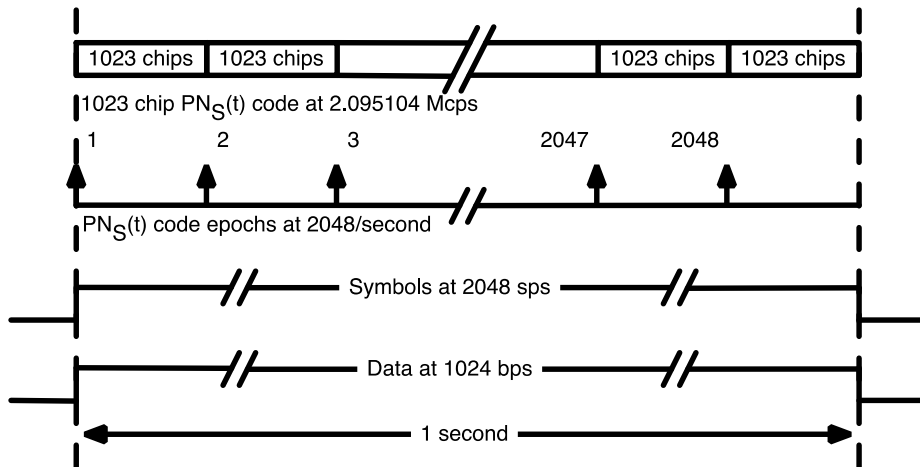 1023 chips 1023 chips 1023 chips 1023 chips
1023 chip PNS(t) code at 2.095104 Mcps
1 2 3 2047 2048
PNS(t) code epochs at 2048/second
Symbols at 2048 sps
Data at 1024 bps
1 second